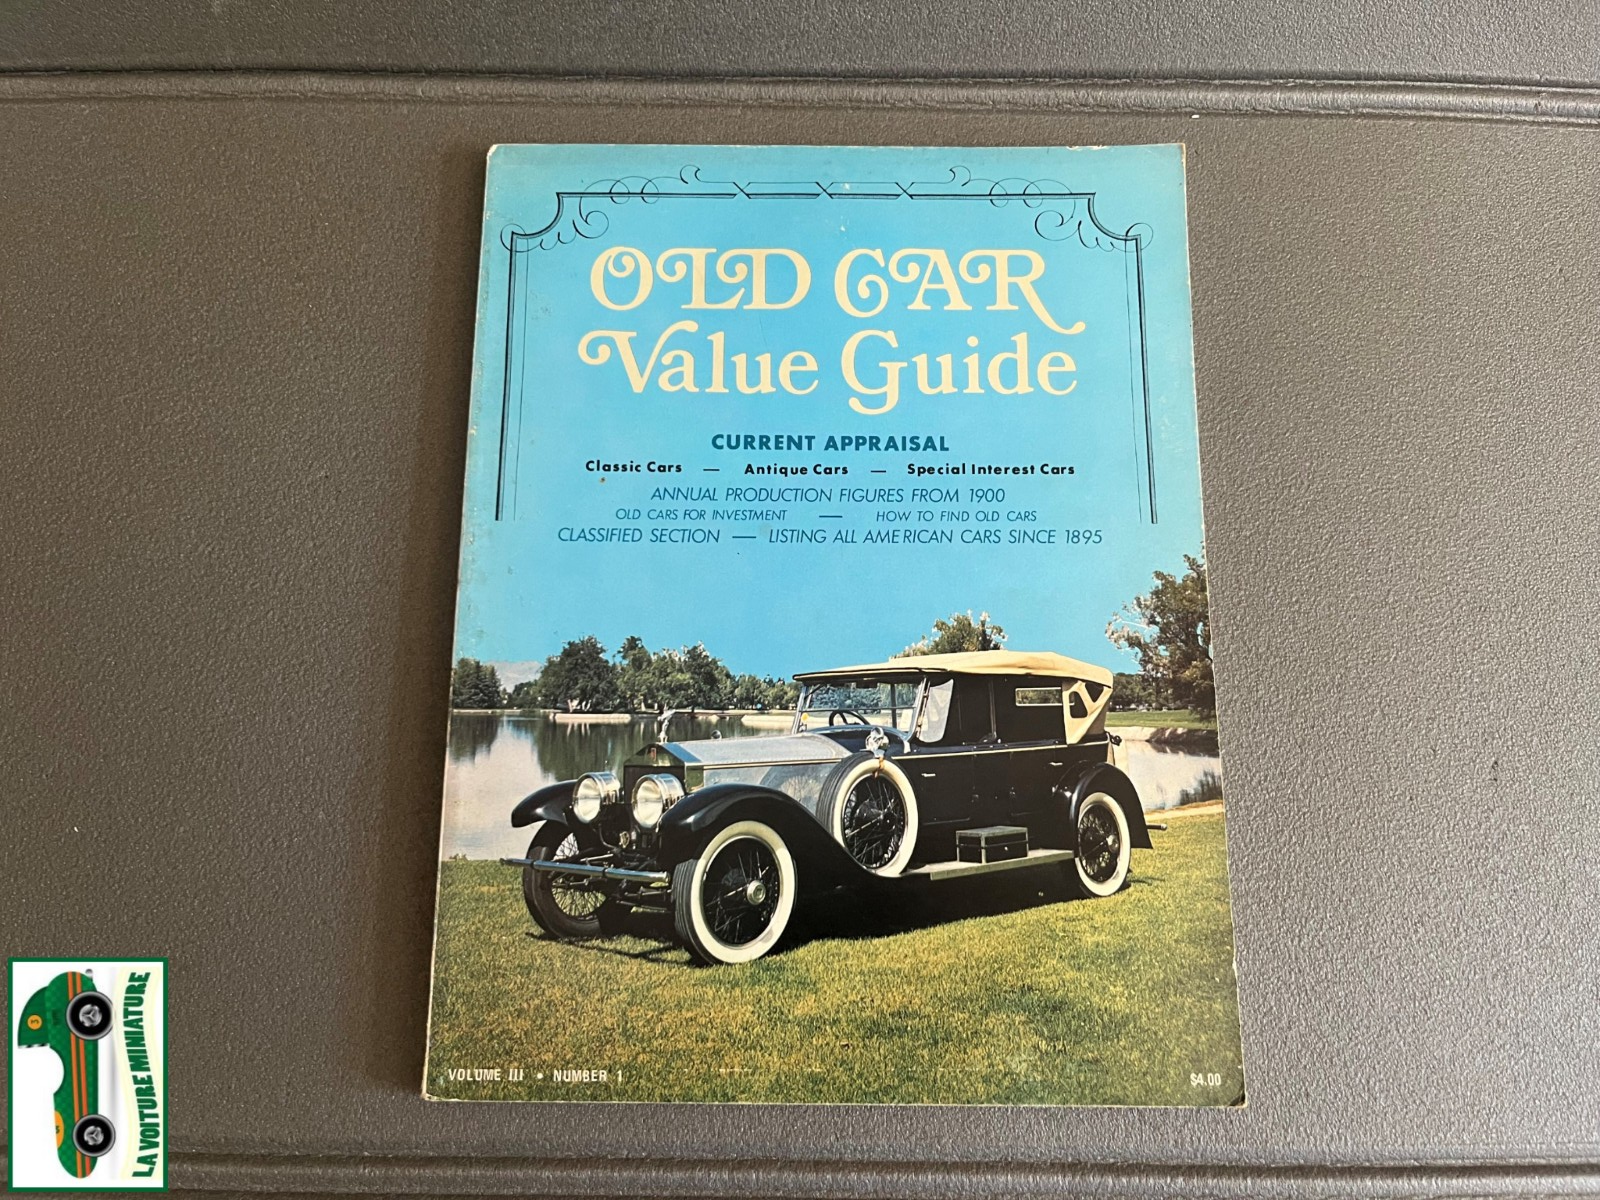 OLD CAR
Value Guide
CURRENT APPRAISAL
Classic Cars — Antique Cars — Special Interest Cars
ANNUAL PRODUCTION FIGURES FROM 1900
OLD CARS FOR INVESTMENT — HOW TO FIND OLD CARS
CLASSIFIED SECTION — LISTING ALL AMERICAN CARS SINCE 1895
VOLUME III • NUMBER 1
$4.00
LA VOITURE MINIATURE